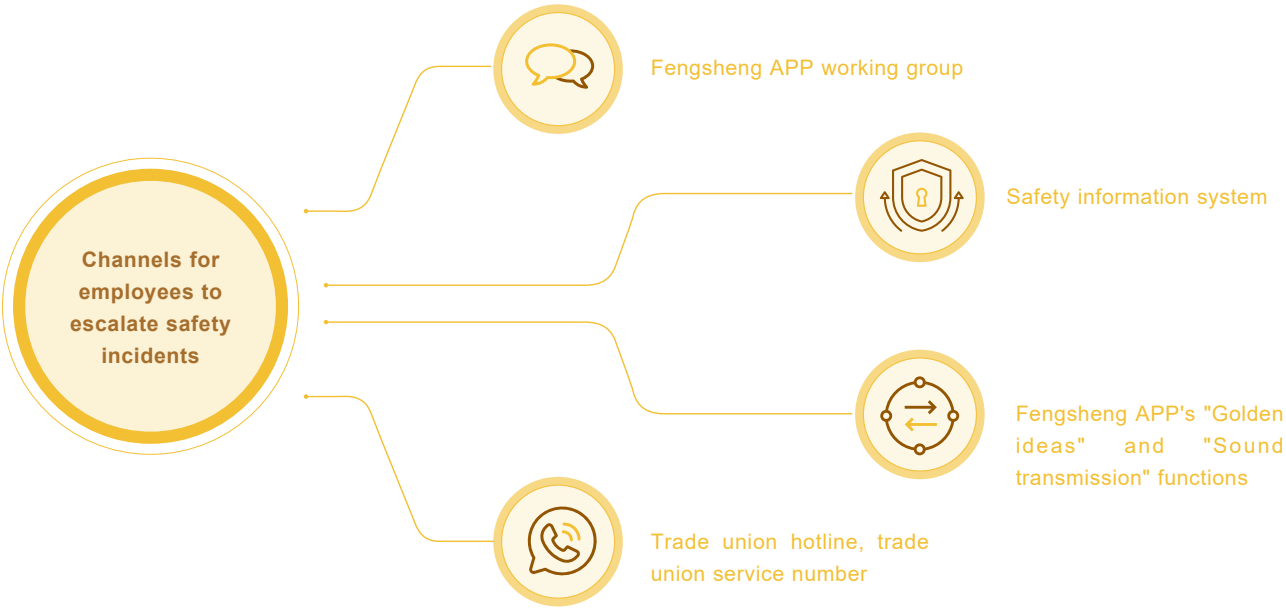 Channels for
employees to
escalate safety
incidents
Fengsheng APP working group
Safety information system
Fengsheng APP's "Golden
ideas" and "Sound
transmission" functions
Trade union hotline, trade
union service number